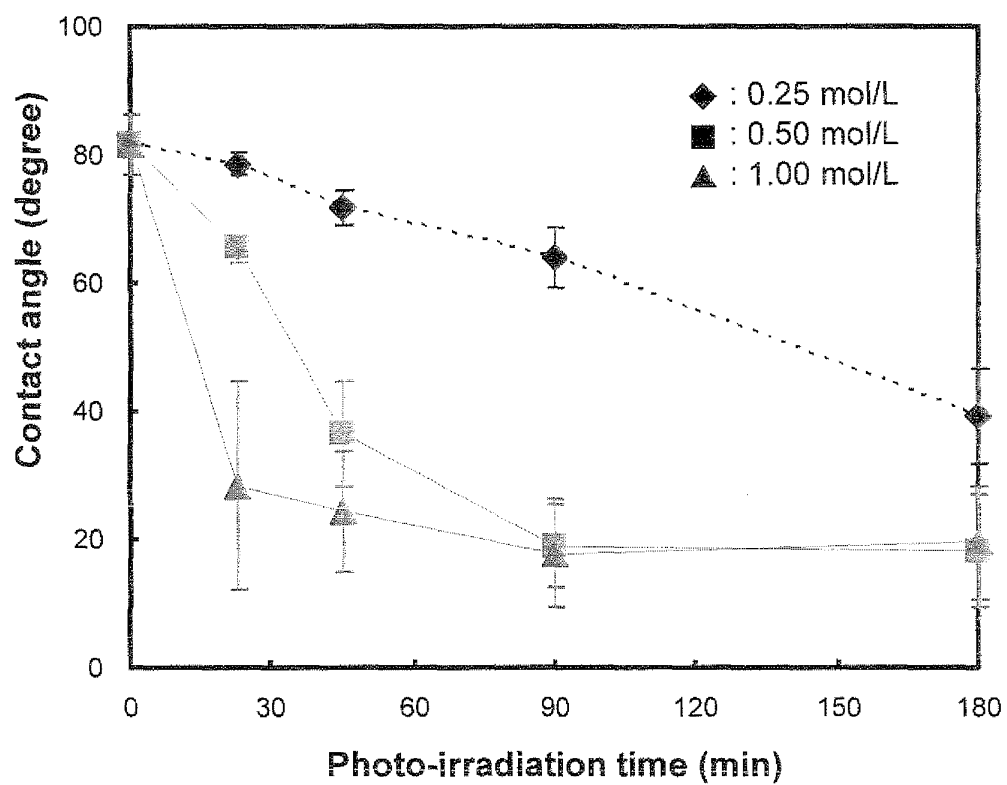 100
80
60
40
20
0
Contact angle (degree)
: 0.25 mol/L
: 0.50 mol/L
: 1.00 mol/L
0 30 60 90 120 150 180
Photo-irradiation time (min)